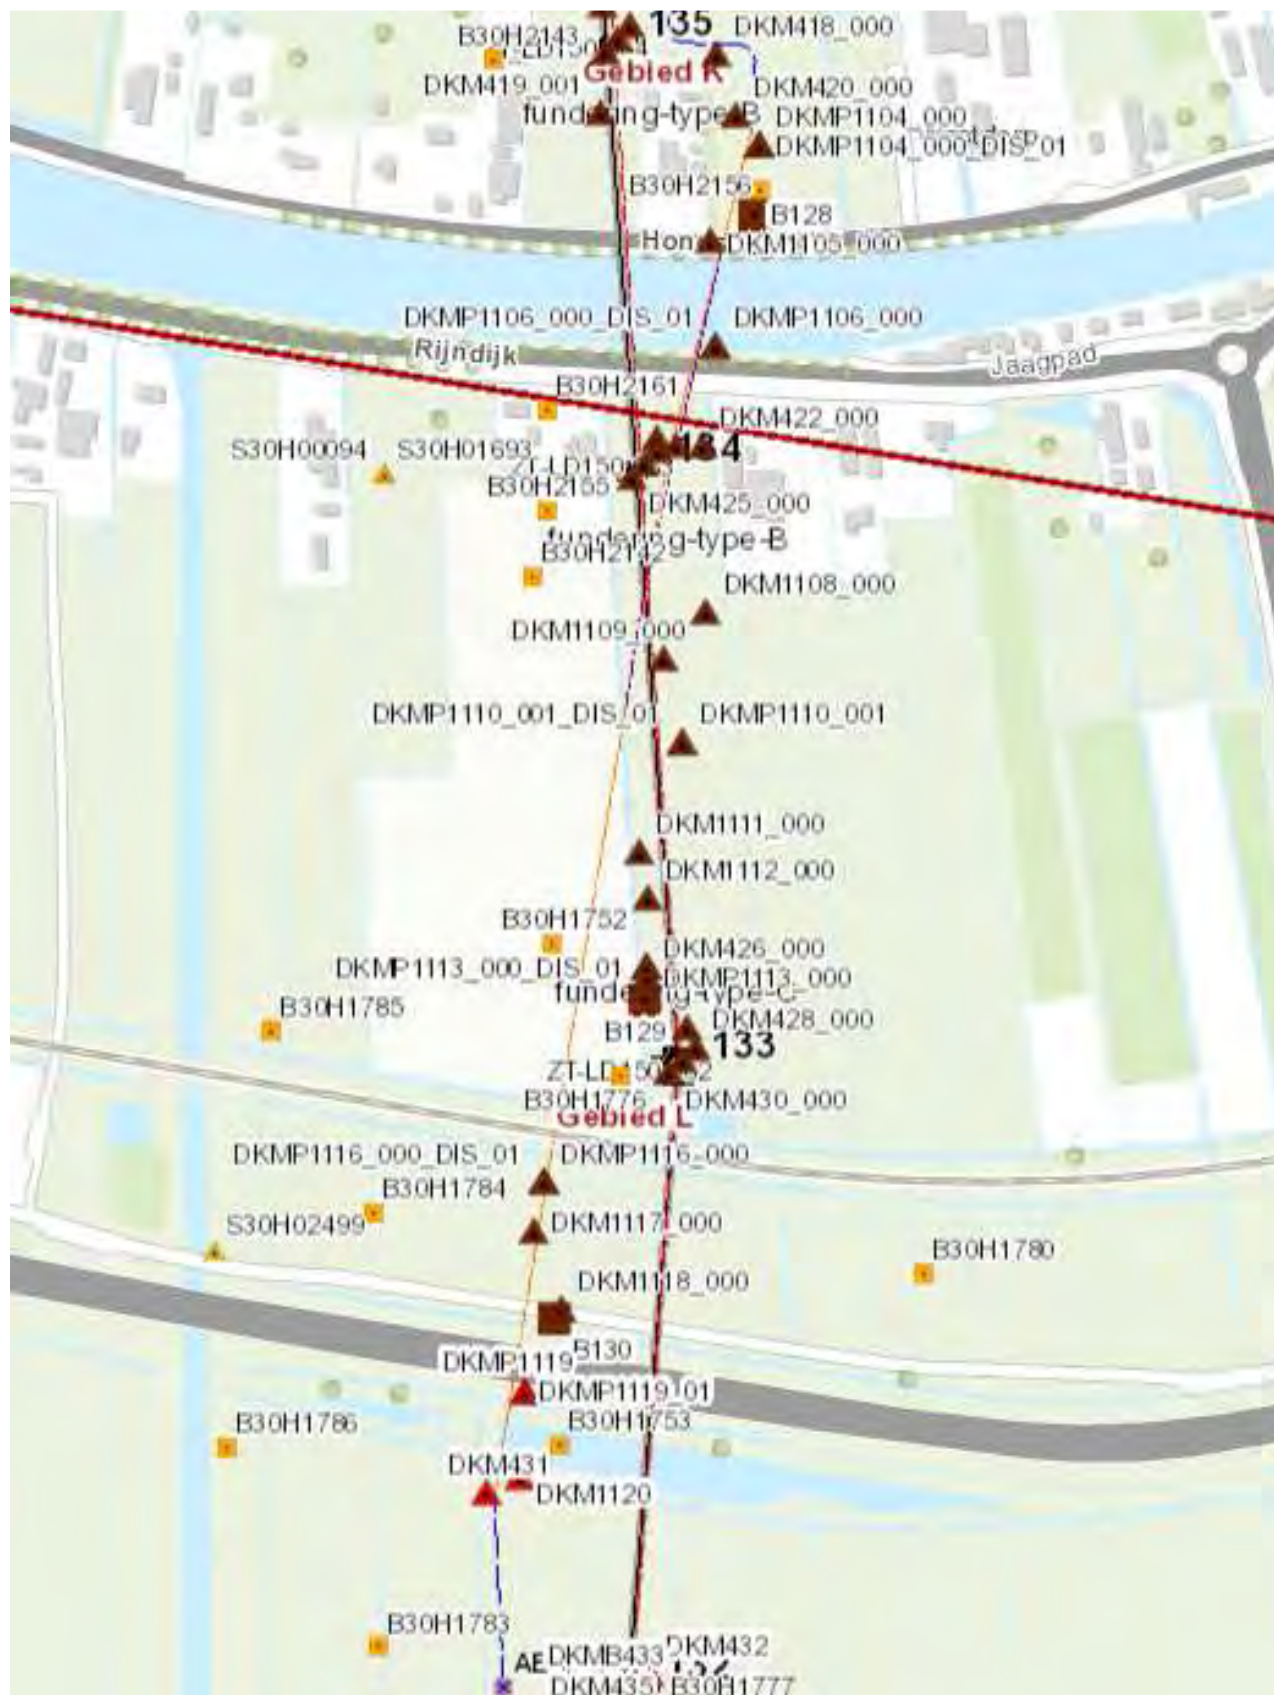 135
DKM418_000
B30H2143
Gebied K
DKM419_001
DKM420_000
fundering-type-B
DKMP1104_000
DKMP1104_000_DIS_01
B30H2156
B128
DKM1105_000
DKMP1106_000_DIS_01
DKMP1106_000
Rijndijk
Jaagpad
B30H2161
DKM422_000
S30H00094
S30H01693
134
B30H2155
DKM425_000
fundering-type-B
B30H2142
DKM1108_000
DKM1109_000
DKMP1110_001_DIS_01
DKMP1110_001
DKM1111_000
DKM1112_000
B30H1752
DKM426_000
DKMP1113_000_DIS_01
DKMP1113_000
fundering-type-C
B30H1785
DKM428_000
B129
133
B30H1776
DKM430_000
Gebied L
DKMP1116_000_DIS_01
DKMP1116_000
B30H1784
S30H02499
DKM1117_000
B30H1780
DKM1118_000
B130
DKMP1119
DKMP1119_01
B30H1786
B30H1753
DKM431
DKM1120
B30H1783
DKMB433
DKM432
DKM435
B30H1777